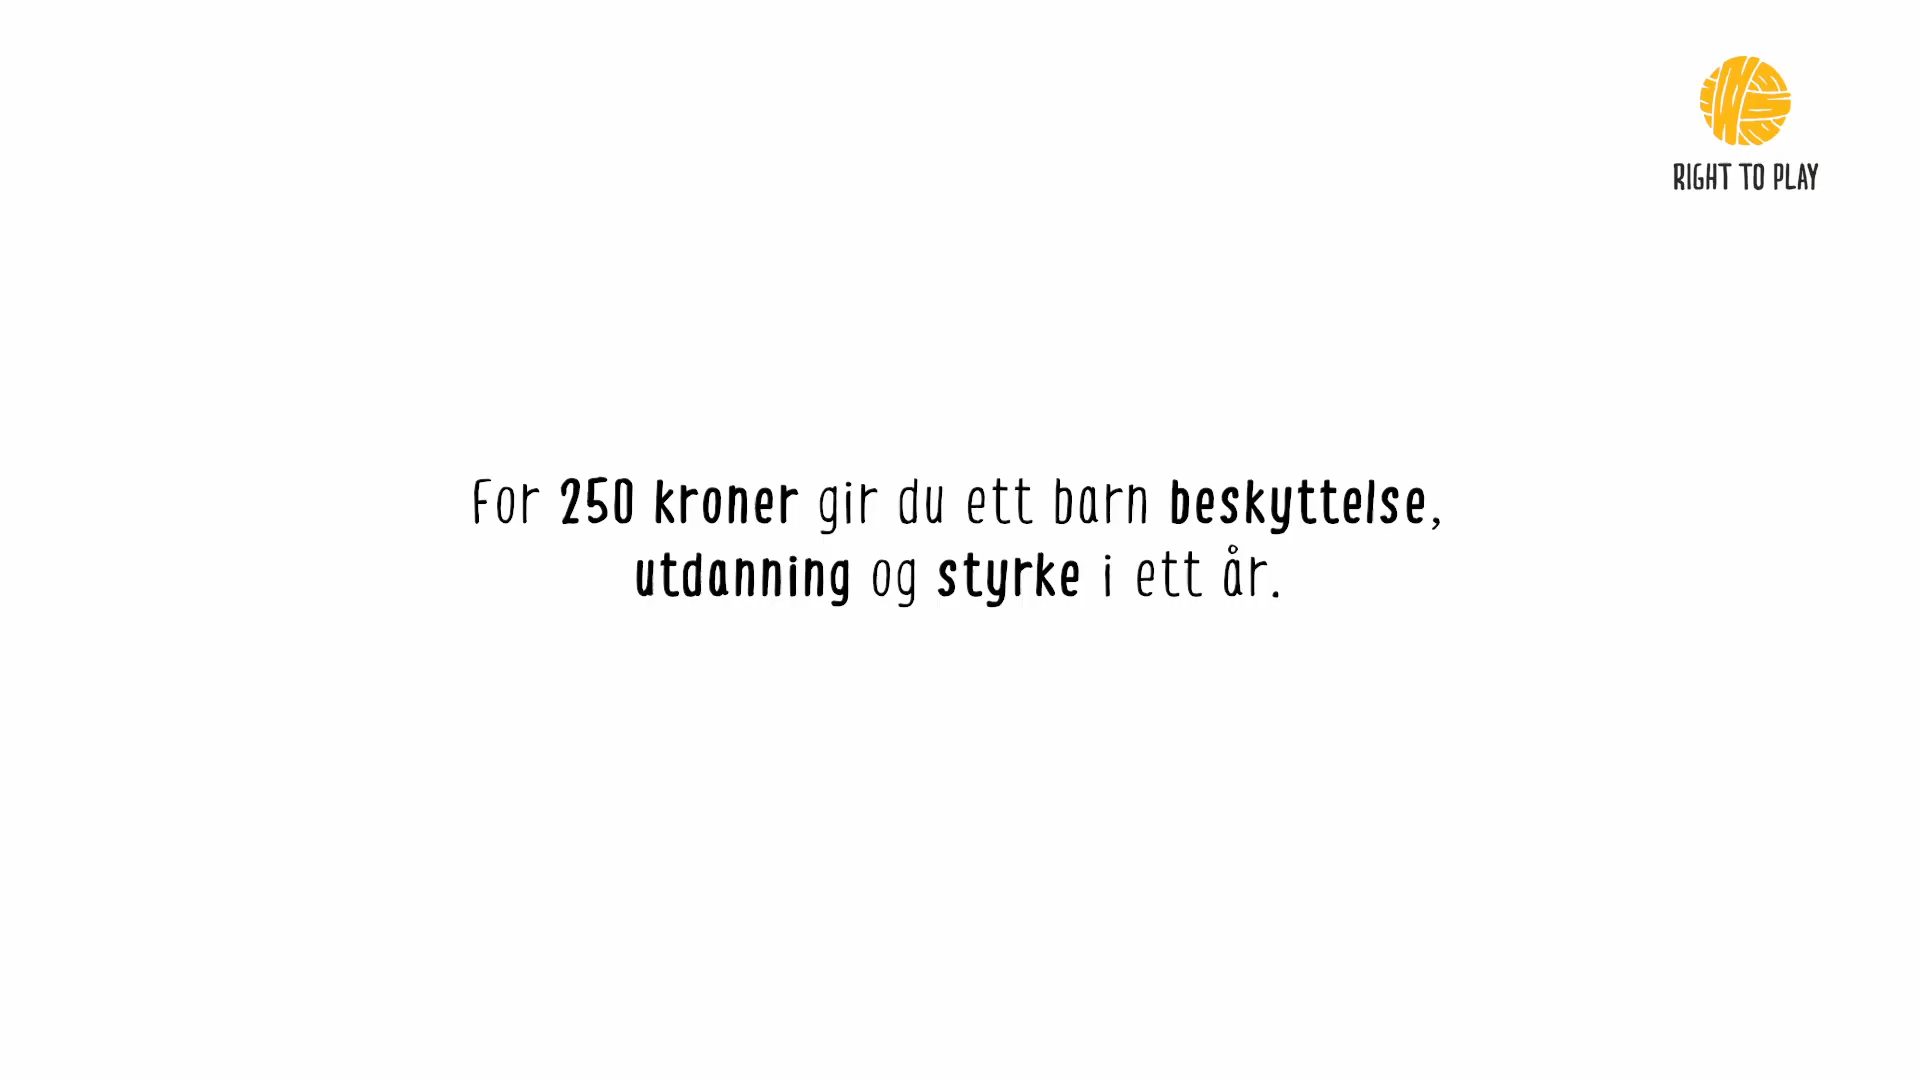 RIGHT TO PLAY
For 250 kroner gir du ett barn beskyttelse,
utdanning og styrke i ett år.